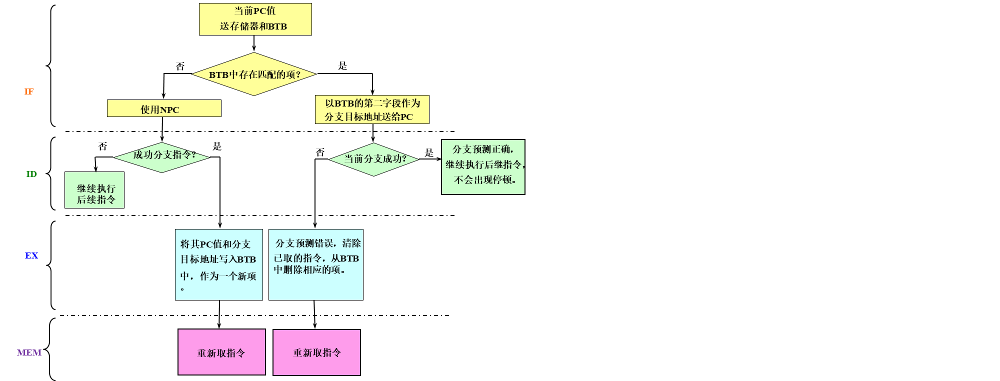 当前PC值
送存储器和BTB
否
是
BTB中存在匹配的项?
IF
使用NPC
以BTB的第二字段作为
分支目标地址送给PC
否
成功分支指令?
是
否
当前分支成功?
是
分支预测正确，
继续执行后继指令，
不会出现停顿。
ID
继续执行
后续指令
EX
将其PC值和分支
目标地址写入BTB
中，作为一个新项
。
分支预测错误，清除
已取的指令，从BTB
中删除相应的项。
MEM
重新取指令
重新取指令